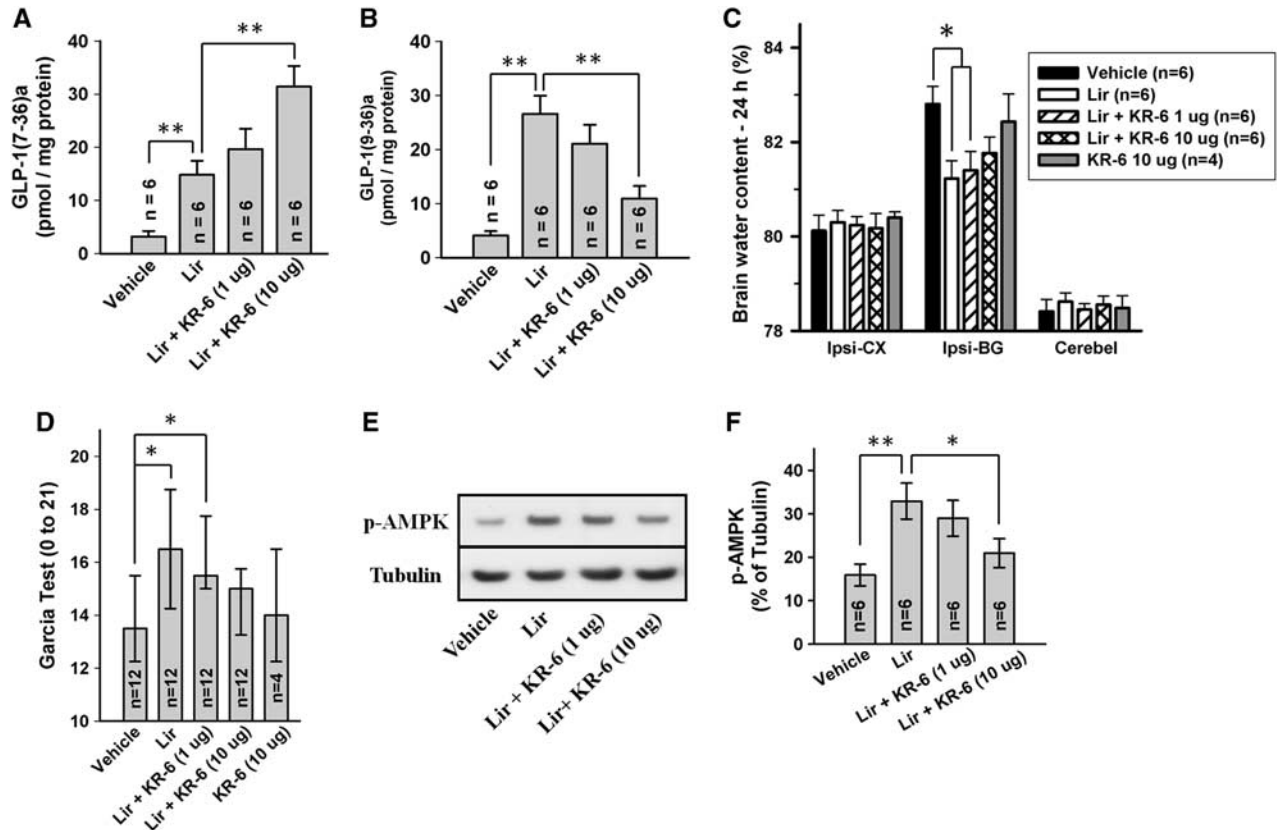 A
GLP-1(7-36)a
(pmol / mg protein)
40
30
20
10
0
**
**
n = 6
n = 6
n = 6
n = 6
Vehicle
Lir
Lir + KR-6 (1 ug)
Lir + KR-6 (10 ug)
B
GLP-1(9-36)a
(pmol / mg protein)
40
30
20
10
0
**
**
n = 6
n = 6
n = 6
n = 6
Vehicle
Lir
Lir + KR-6 (1 ug)
Lir + KR-6 (10 ug)
C
Brain water content - 24 h (%)
84
82
80
78
*
Ipsi-CX
Ipsi-BG
Cerebel
Vehicle (n=6)
Lir (n=6)
Lir + KR-6 1 ug (n=6)
Lir + KR-6 10 ug (n=6)
KR-6 10 ug (n=4)
D
Garcia Test (0 to 21)
20
18
16
14
12
10
*
*
n=12
n=12
n=12
n=12
n=4
Vehicle
Lir
Lir + KR-6 (1 ug)
Lir + KR-6 (10 ug)
KR-6 (10 ug)
E
p-AMPK
Tubulin
Vehicle
Lir
Lir + KR-6 (1 ug)
Lir+ KR-6 (10 ug)
F
p-AMPK
(% of Tubulin)
40
30
20
10
0
**
*
n=6
n=6
n=6
n=6
Vehicle
Lir
Lir + KR-6 (1 ug)
Lir + KR-6 (10 ug)